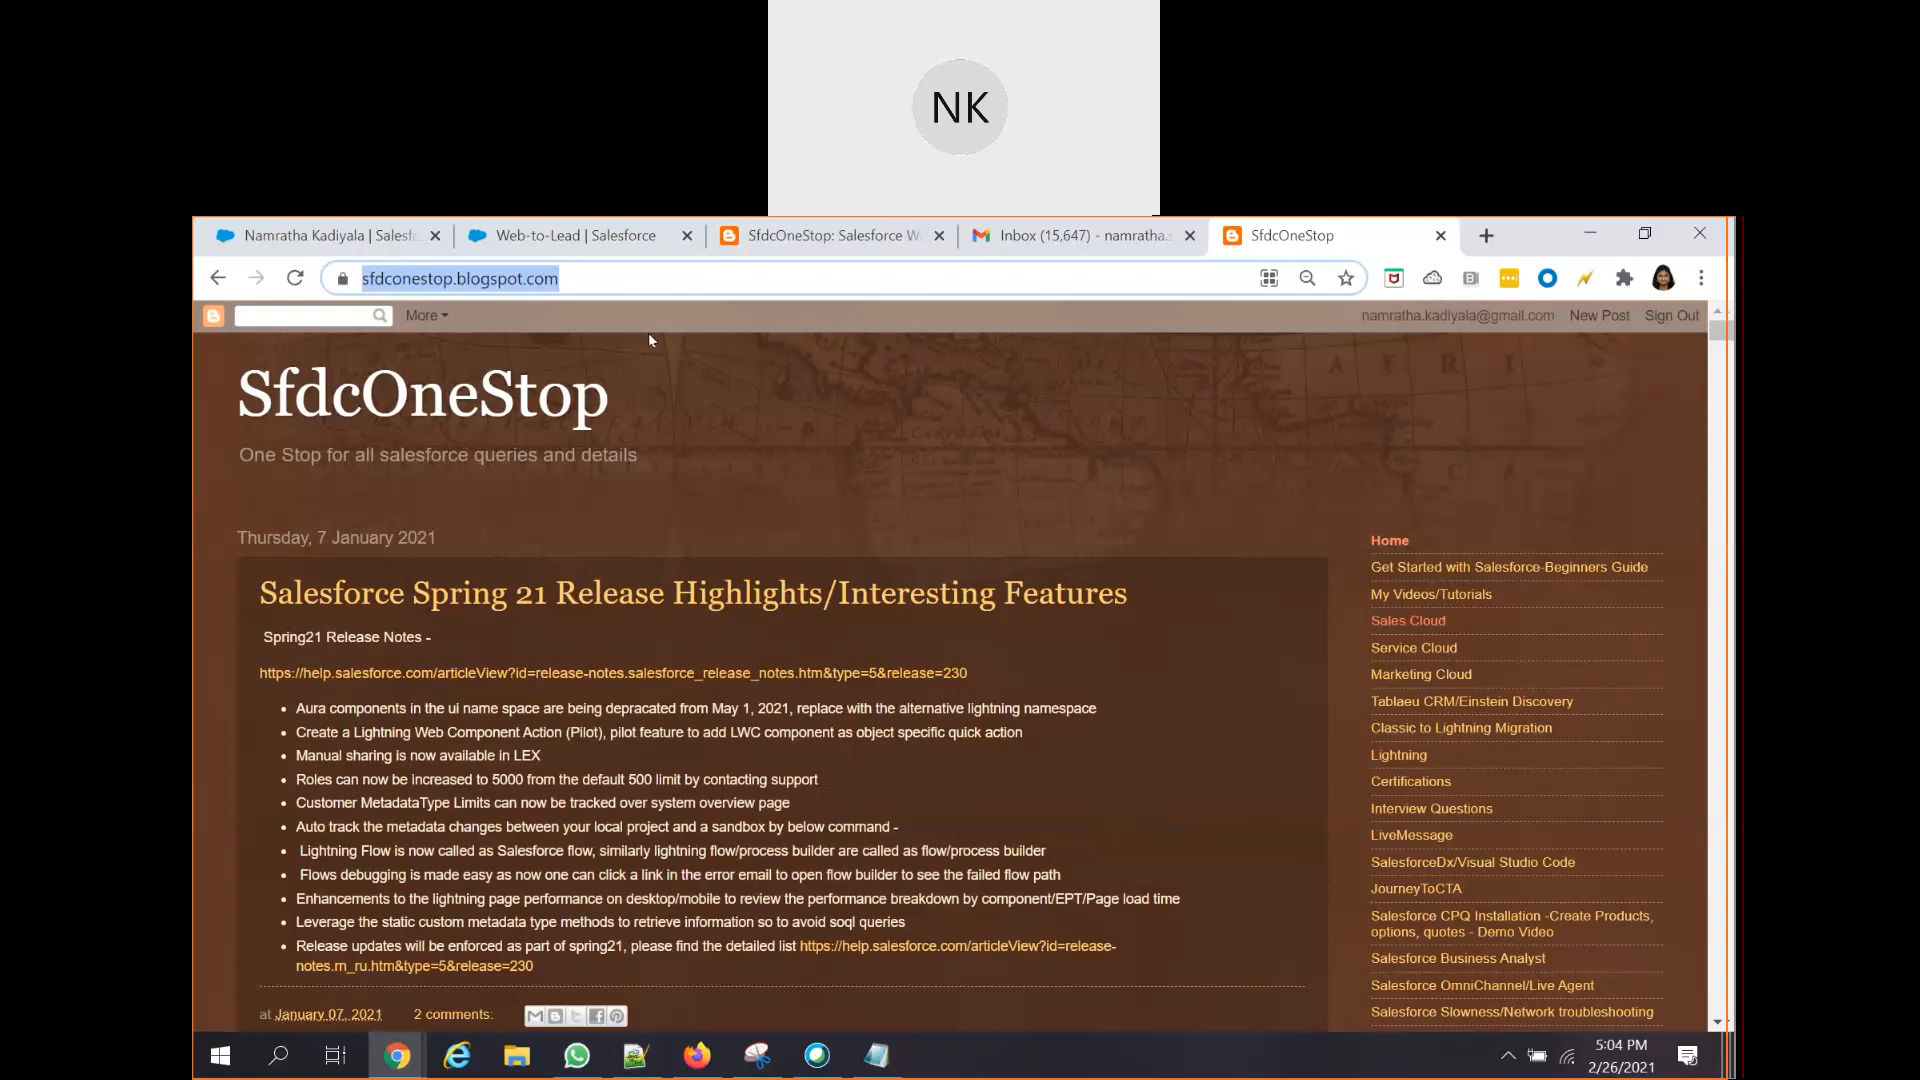 NK
Namratha Kadiyala | Salesfc
Web-to-Lead | Salesforce
SfdcOneStop: Salesforce W
Inbox (15,647) - namratha.s
SfdcOneStop
sfdconestop.blogspot.com
More
namratha.kadiyala@gmail.com New Post Sign Out
SfdcOneStop
One Stop for all salesforce queries and details
Thursday, 7 January 2021
Salesforce Spring 21 Release Highlights/Interesting Features
Spring21 Release Notes -
https://help.salesforce.com/articleView?id=release-notes.salesforce_release_notes.htm&type=5&release=230
• Aura components in the ui name space are being depracated from May 1, 2021, replace with the alternative lightning namespace
• Create a Lightning Web Component Action (Pilot), pilot feature to add LWC component as object specific quick action
• Manual sharing is now available in LEX
• Roles can now be increased to 5000 from the default 500 limit by contacting support
• Customer MetadataType Limits can now be tracked over system overview page
• Auto track the metadata changes between your local project and a sandbox by below command -
• Lightning Flow is now called as Salesforce flow, similarly lightning flow/process builder are called as flow/process builder
• Flows debugging is made easy as now one can click a link in the error email to open flow builder to see the failed flow path
• Enhancements to the lightning page performance on desktop/mobile to review the performance breakdown by component/EPT/Page load time
• Leverage the static custom metadata type methods to retrieve information so to avoid soql queries
• Release updates will be enforced as part of spring21, please find the detailed list https://help.salesforce.com/articleView?id=release-
notes.rn_ru.htm&type=5&release=230
at January 07, 2021 2 comments:
Home
Get Started with Salesforce-Beginners Guide
My Videos/Tutorials
Sales Cloud
Service Cloud
Marketing Cloud
Tablaeu CRM/Einstein Discovery
Classic to Lightning Migration
Lightning
Certifications
Interview Questions
LiveMessage
SalesforceDx/Visual Studio Code
JourneyToCTA
Salesforce CPQ Installation -Create Products,
options, quotes - Demo Video
Salesforce Business Analyst
Salesforce OmniChannel/Live Agent
Salesforce Slowness/Network troubleshooting
5:04 PM
2/26/2021